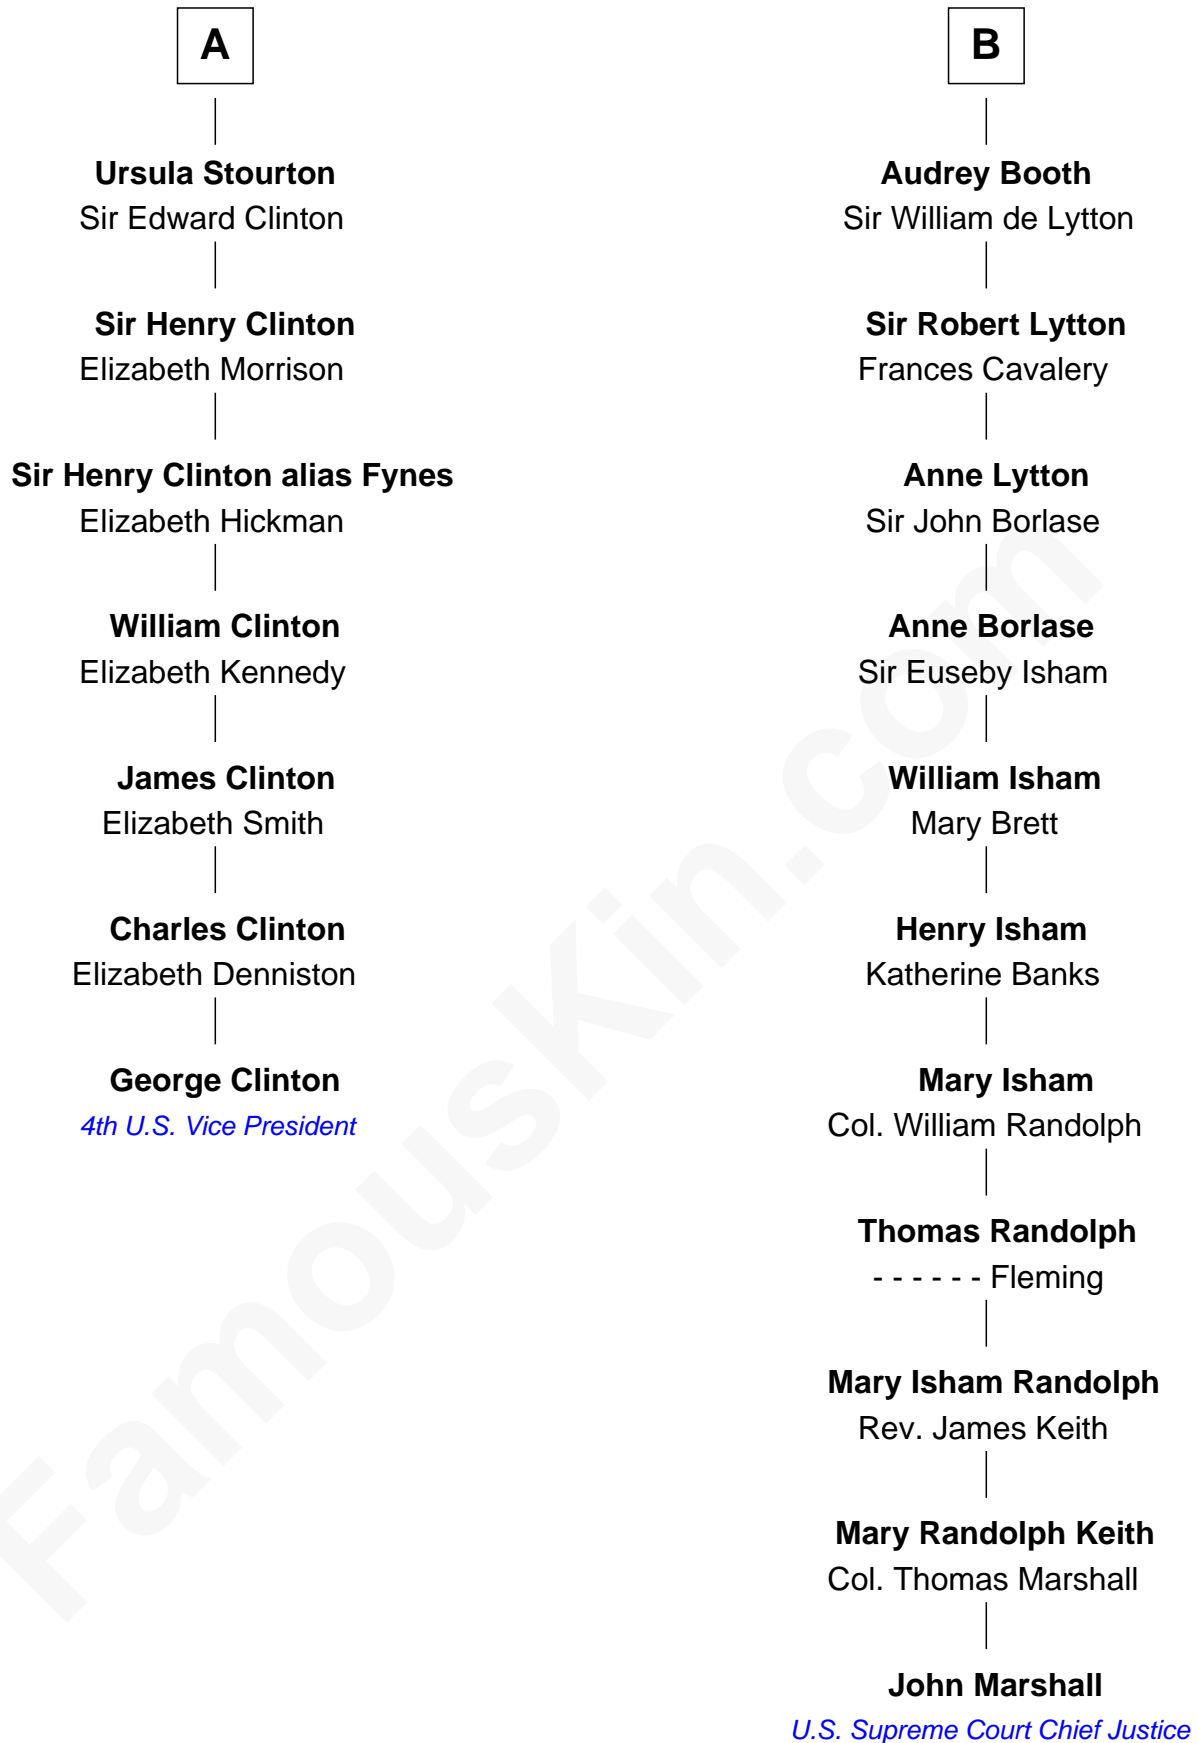 A
Ursula Stourton
Sir Edward Clinton
Sir Henry Clinton
Elizabeth Morrison
Sir Henry Clinton alias Fynes
Elizabeth Hickman
William Clinton
Elizabeth Kennedy
James Clinton
Elizabeth Smith
Charles Clinton
Elizabeth Denniston
George Clinton
4th U.S. Vice President
B
Audrey Booth
Sir William de Lytton
Sir Robert Lytton
Frances Cavalery
Anne Lytton
Sir John Borlase
Anne Borlase
Sir Euseby Isham
William Isham
Mary Brett
Henry Isham
Katherine Banks
Mary Isham
Col. William Randolph
Thomas Randolph
- - - - - - Fleming
Mary Isham Randolph
Rev. James Keith
Mary Randolph Keith
Col. Thomas Marshall
John Marshall
U.S. Supreme Court Chief Justice
FamousKin.com